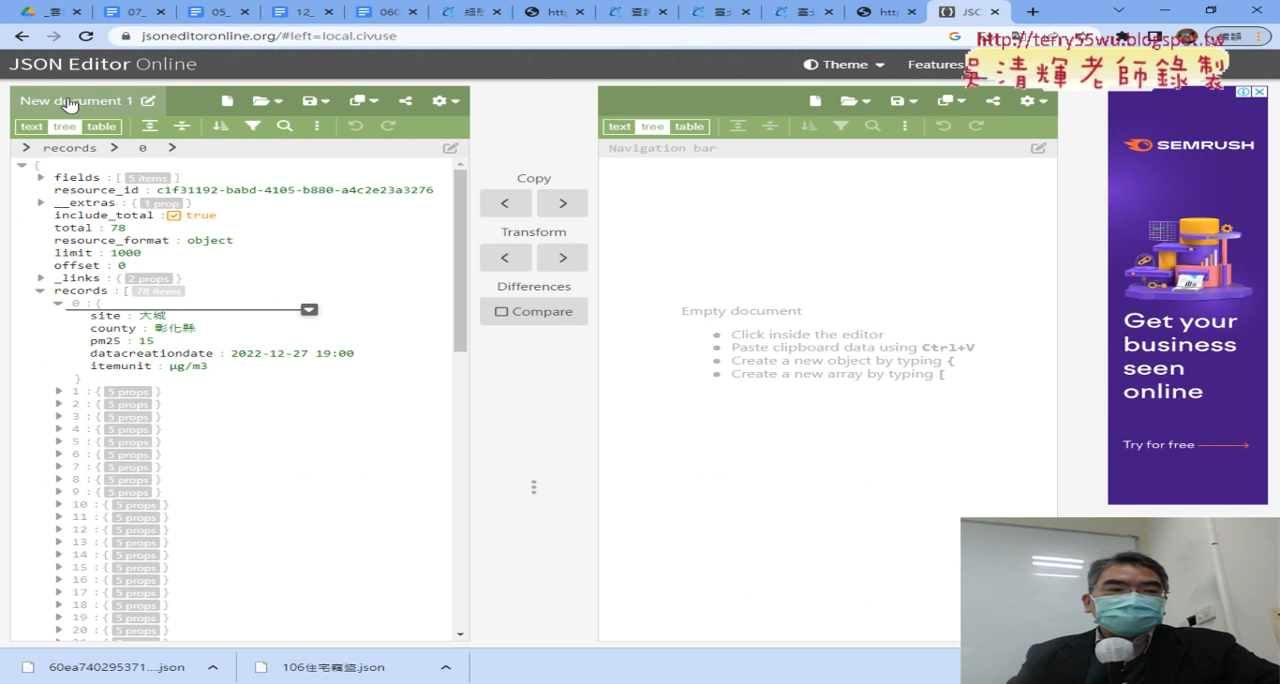 07_
05_
12_
060
http
http
JSC
jsoneditoronline.org/#left=local.civuse
http://terry55wu.blogspot.tw
吳清輝老師錄製
JSON Editor Online
Theme
Features
New document 1
text tree table
records > 0 >
{
fields : [ 5 items ]
resource_id : c1f31192-babd-4105-b880-a4c2e23a3276
__extras : { 1 prop }
include_total : true
total : 78
resource_format : object
limit : 1000
offset : 0
_links : { 2 props }
records : [ 78 items
0 : {
site : 大城
county : 彰化縣
pm25 : 15
datacreationdate : 2022-12-27 19:00
itemunit : μg/m3
}
1 : { 5 props }
2 : { 5 props }
3 : { 5 props }
4 : { 5 props }
5 : { 5 props }
6 : { 5 props }
7 : { 5 props }
8 : { 5 props }
9 : { 5 props }
10 : { 5 props }
11 : { 5 props }
12 : { 5 props }
13 : { 5 props }
14 : { 5 props }
15 : { 5 props }
16 : { 5 props }
17 : { 5 props }
18 : { 5 props }
19 : { 5 props }
20 : { 5 props }
Copy
< >
Transform
< >
Differences
Compare
text tree table
Navigation bar
Empty document
Click inside the editor
Paste clipboard data using Ctrl+V
Create a new object by typing {
Create a new array by typing [
SEMRUSH
Get your
business
seen
online
Try for free
60ea740295371....json
106住宅竊盜.json